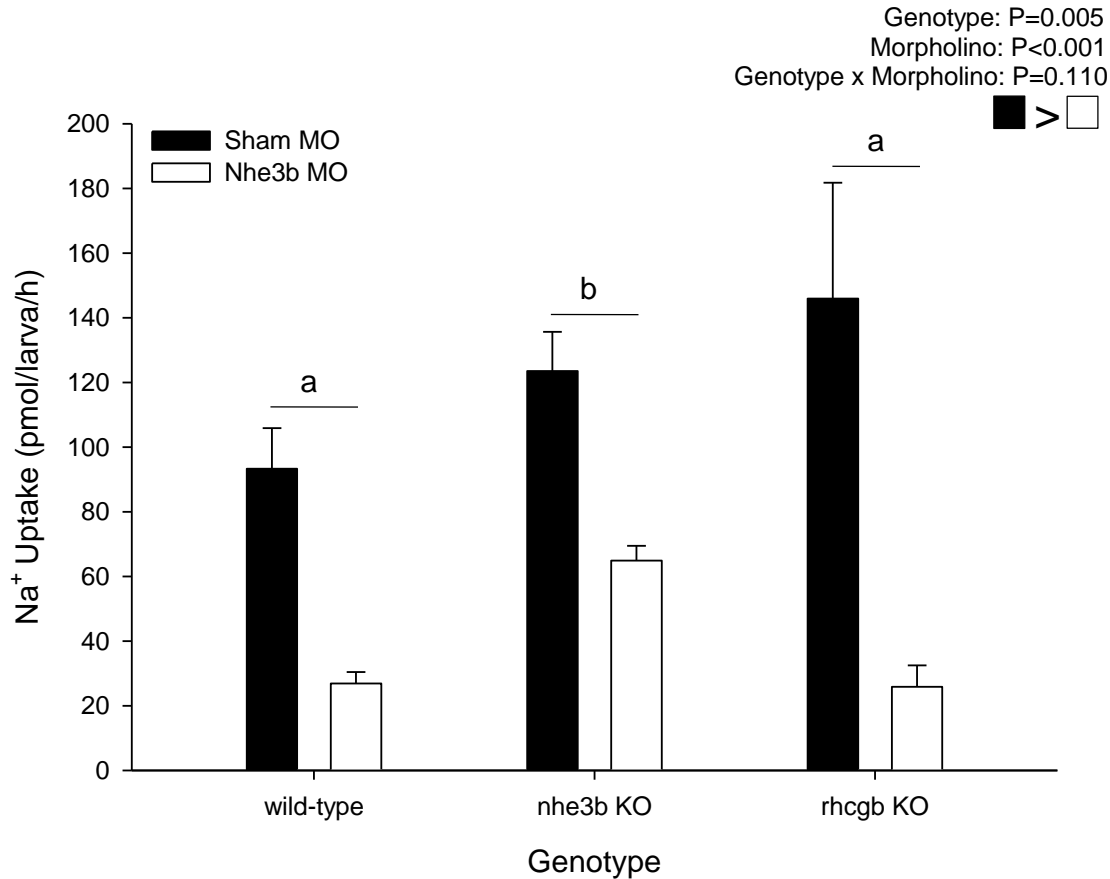 Genotype: P=0.005
Morpholino: P<0.001
Genotype x Morpholino: P=0.110
>
Sham MO
Nhe3b MO
200
180
160
140
120
100
80
60
40
20
0
Na⁺ Uptake (pmol/larva/h)
a
b
a
wild-type nhe3b KO rhcgb KO
Genotype